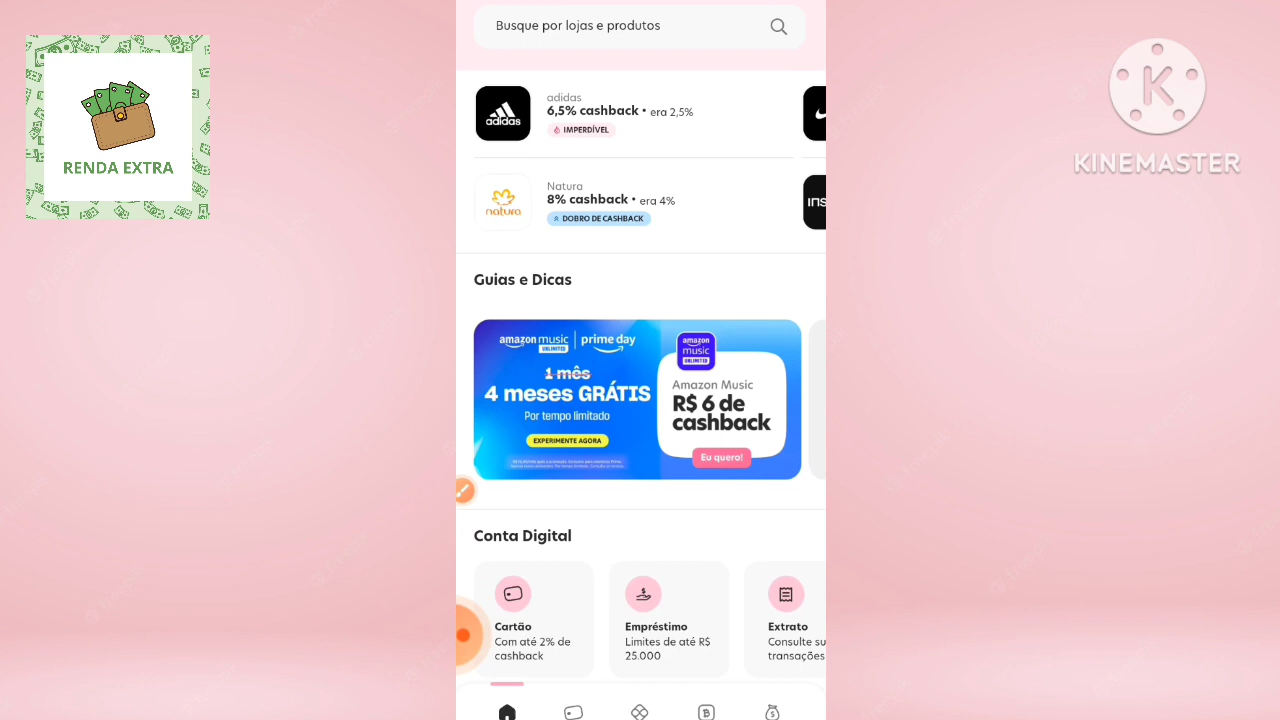 Busque por lojas e produtos
adidas
adidas
6,5% cashback • era 2,5%
IMPERDÍVEL
natura
Natura
8% cashback • era 4%
DOBRO DE CASHBACK
Guias e Dicas
amazon music
UNLIMITED
prime day
1 mês
4 meses GRÁTIS
Por tempo limitado
EXPERIMENTE AGORA
amazon
music
UNLIMITED
Amazon Music
R$ 6 de
cashback
Eu quero!
Conta Digital
Cartão
Com até 2% de
cashback
Empréstimo
Limites de até R$
25.000
Extrato
Consulte su
transações
RENDA EXTRA
K
KINEMASTER